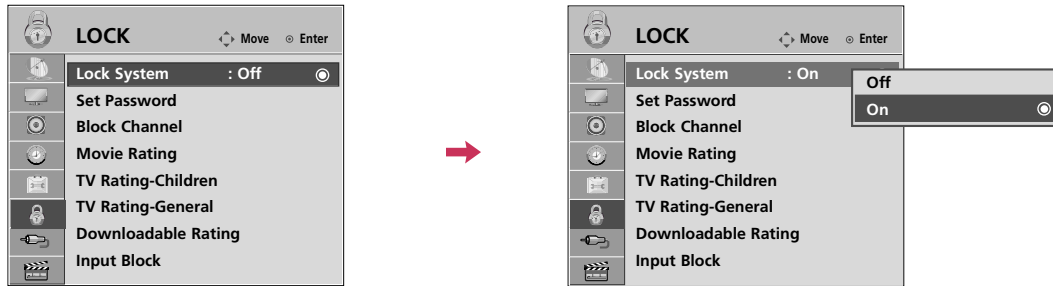 LOCK
Move
Enter
Lock System : Off
Set Password
Block Channel
Movie Rating
TV Rating-Children
TV Rating-General
Downloadable Rating
Input Block
LOCK
Move
Enter
Lock System : On
Set Password
Block Channel
Movie Rating
TV Rating-Children
TV Rating-General
Downloadable Rating
Input Block
Off
On